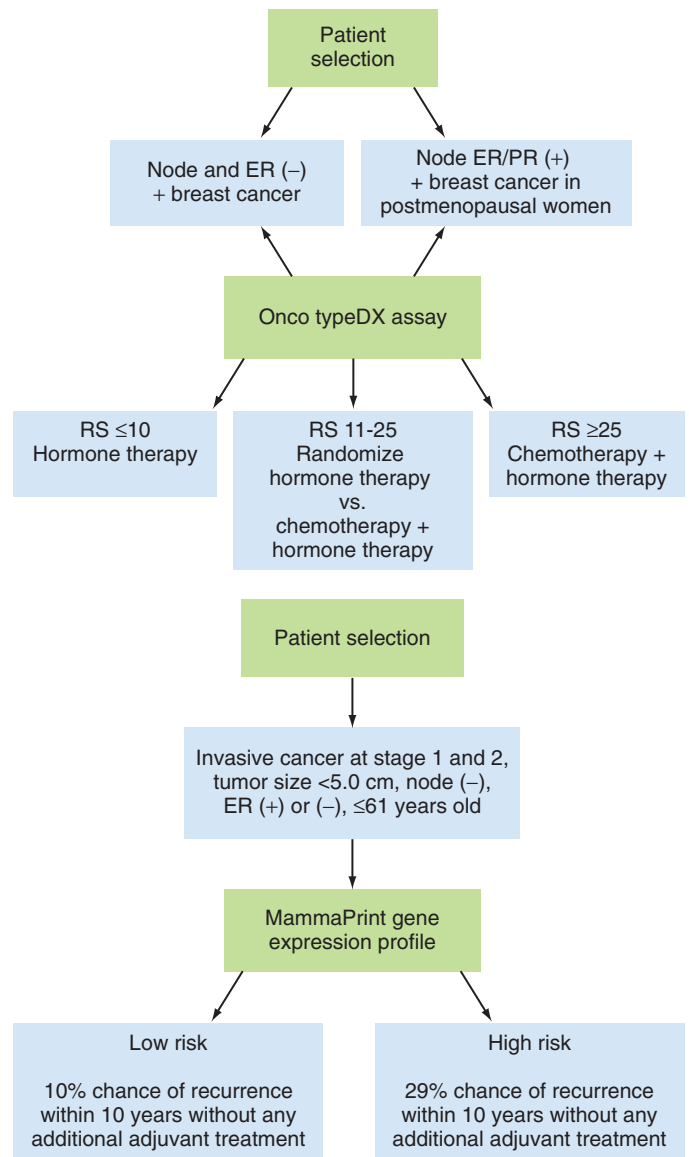 Patient
selection
Node and ER (–)
+ breast cancer
Node ER/PR (+)
+ breast cancer in
postmenopausal women
Onco typeDX assay
RS ≤10
Hormone therapy
RS 11-25
Randomize
hormone therapy
vs.
chemotherapy +
hormone therapy
RS ≥25
Chemotherapy +
hormone therapy
Patient selection
Invasive cancer at stage 1 and 2,
tumor size <5.0 cm, node (–),
ER (+) or (–), ≤61 years old
MammaPrint gene
expression profile
Low risk
10% chance of recurrence
within 10 years without any
additional adjuvant treatment
High risk
29% chance of recurrence
within 10 years without any
additional adjuvant treatment